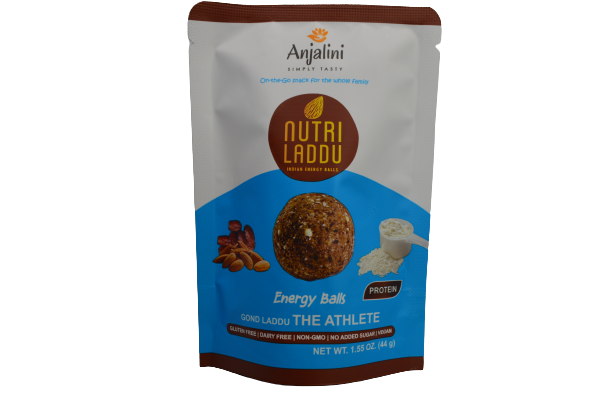 Anjalini
SIMPLY TASTY
On-the-Go snack for the whole family
NUTRI
LADDU
INDIAN ENERGY BALLS
Energy Balls
PROTEIN
GOND LADDU THE ATHLETE
GLUTEN FREE | DAIRY FREE | NON-GMO | NO ADDED SUGAR | VEGAN
NET WT. 1.55 OZ. (44 g)